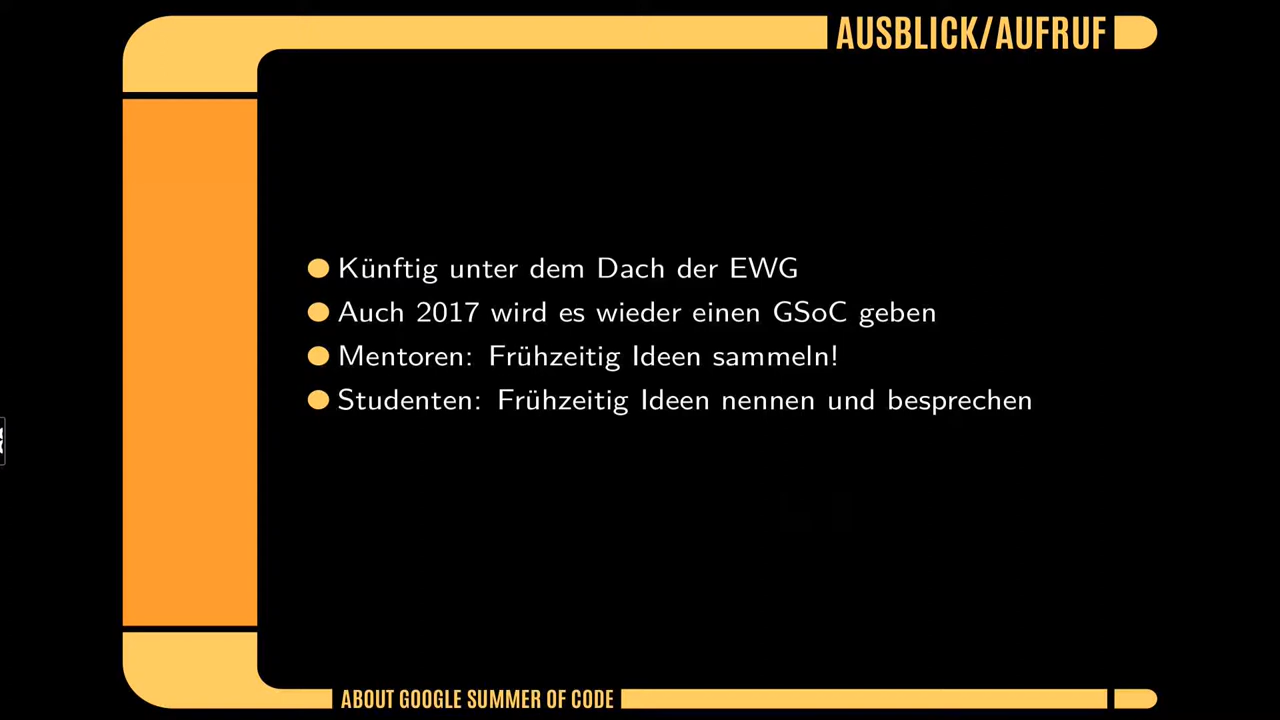 AUSBLICK/AUFRUF
Künftig unter dem Dach der EWG
Auch 2017 wird es wieder einen GSoC geben
Mentoren: Frühzeitig Ideen sammeln!
Studenten: Frühzeitig Ideen nennen und besprechen
ABOUT GOOGLE SUMMER OF CODE